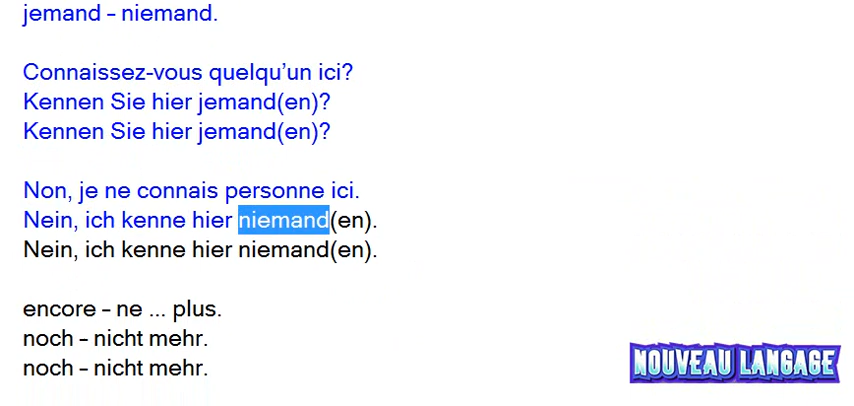 jemand – niemand.
Connaissez-vous quelqu’un ici?
Kennen Sie hier jemand(en)?
Kennen Sie hier jemand(en)?
Non, je ne connais personne ici.
Nein, ich kenne hier niemand(en).
Nein, ich kenne hier niemand(en).
encore – ne ... plus.
noch – nicht mehr.
noch – nicht mehr.
NOUVEAU LANGAGE